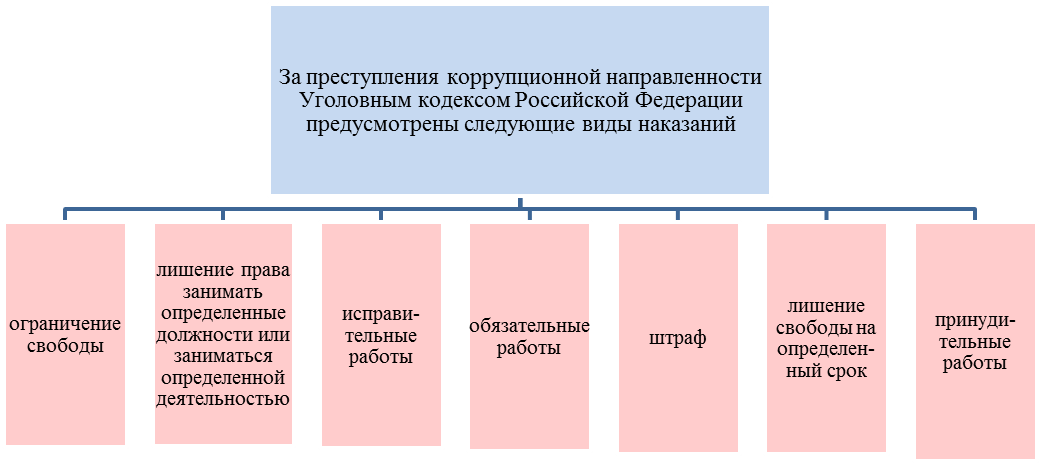 За преступления коррупционной направленности
Уголовным кодексом Российской Федерации
предусмотрены следующие виды наказаний
ограничение
свободы
лишение права
занимать
определенные
должности или
заниматься
определенной
деятельностью
исправи-
тельные
работы
обязательные
работы
штраф
лишение
свободы на
определен-
ный срок
принуди-
тельные
работы